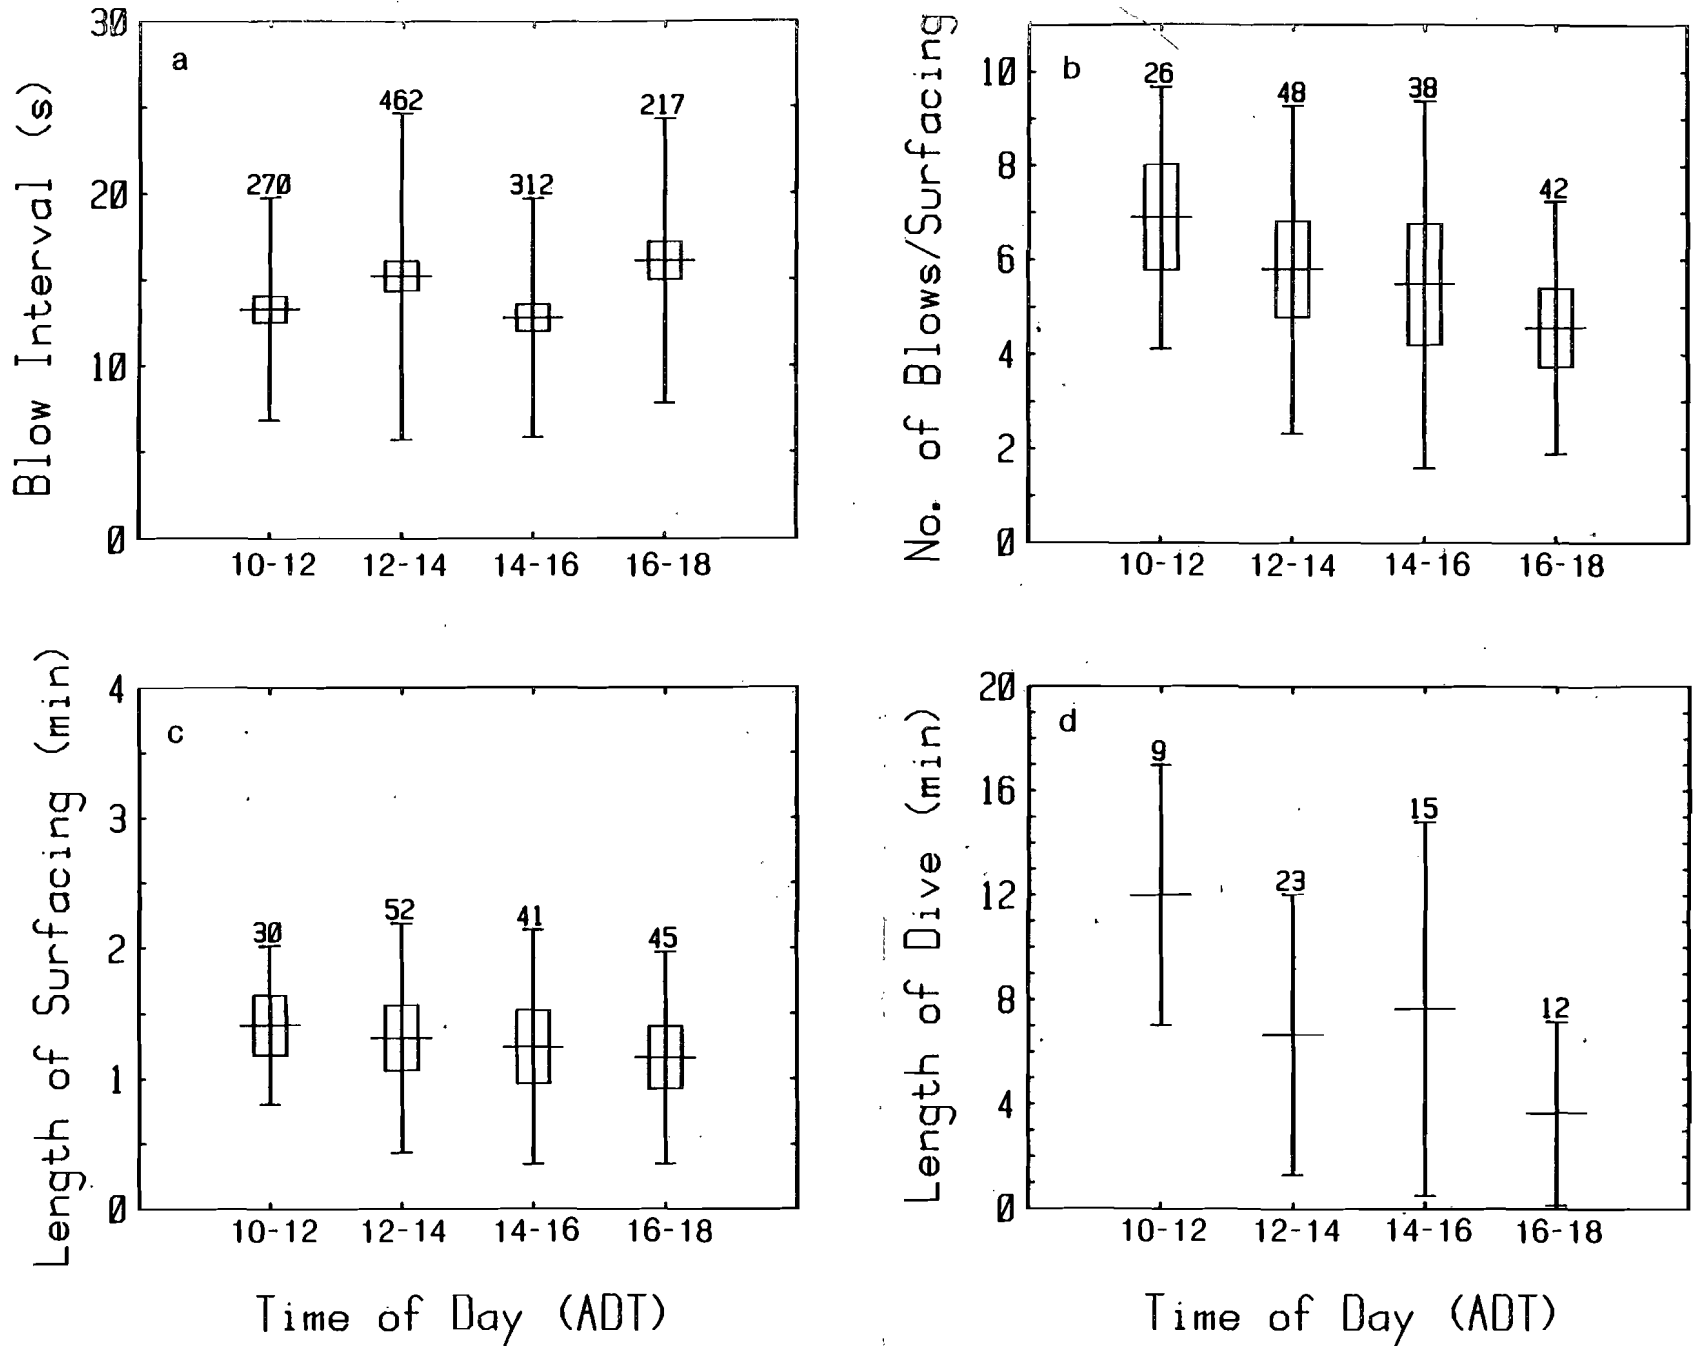 Blow Interval (s)
30
20
10
0
a
270
462
312
217
10-12 12-14 14-16 16-18
No. of Blows/Surfacing
10
8
6
4
2
0
b
26
48
38
42
10-12 12-14 14-16 16-18
Length of Surfacing (min)
4
3
2
1
0
c
30
52
41
45
10-12 12-14 14-16 16-18
Time of Day (ADT)
Length of Dive (min)
20
16
12
8
4
0
d
9
23
15
12
10-12 12-14 14-16 16-18
Time of Day (ADT)